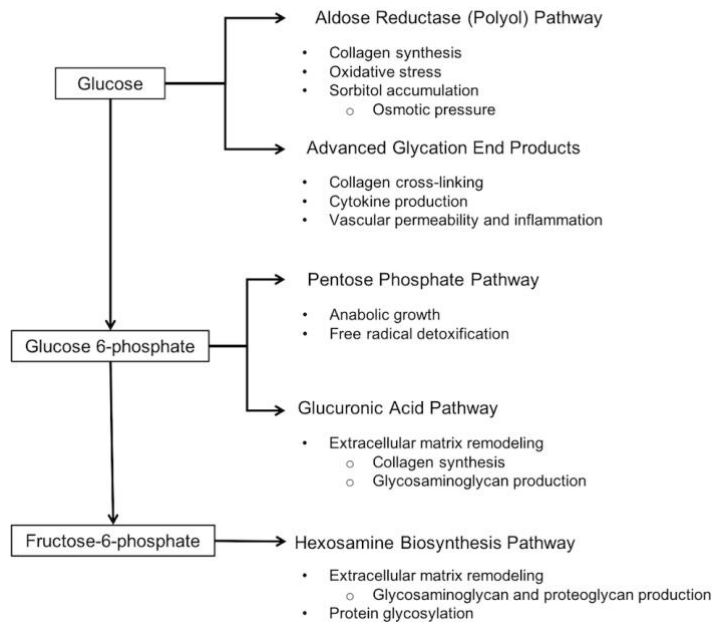 Aldose Reductase (Polyol) Pathway
• Collagen synthesis
• Oxidative stress
• Sorbitol accumulation
○ Osmotic pressure
Glucose
Advanced Glycation End Products
• Collagen cross-linking
• Cytokine production
• Vascular permeability and inflammation
Pentose Phosphate Pathway
• Anabolic growth
• Free radical detoxification
Glucose 6-phosphate
Glucuronic Acid Pathway
• Extracellular matrix remodeling
○ Collagen synthesis
○ Glycosaminoglycan production
Fructose-6-phosphate
Hexosamine Biosynthesis Pathway
• Extracellular matrix remodeling
○ Glycosaminoglycan and proteoglycan production
• Protein glycosylation